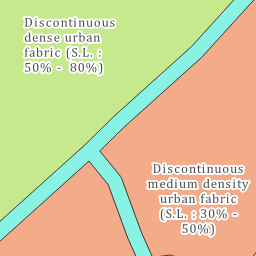 Discontinuous
dense urban
fabric (S.L. :
50% - 80%)
Discontinuous
medium density
urban fabric
(S.L. : 30% -
50%)